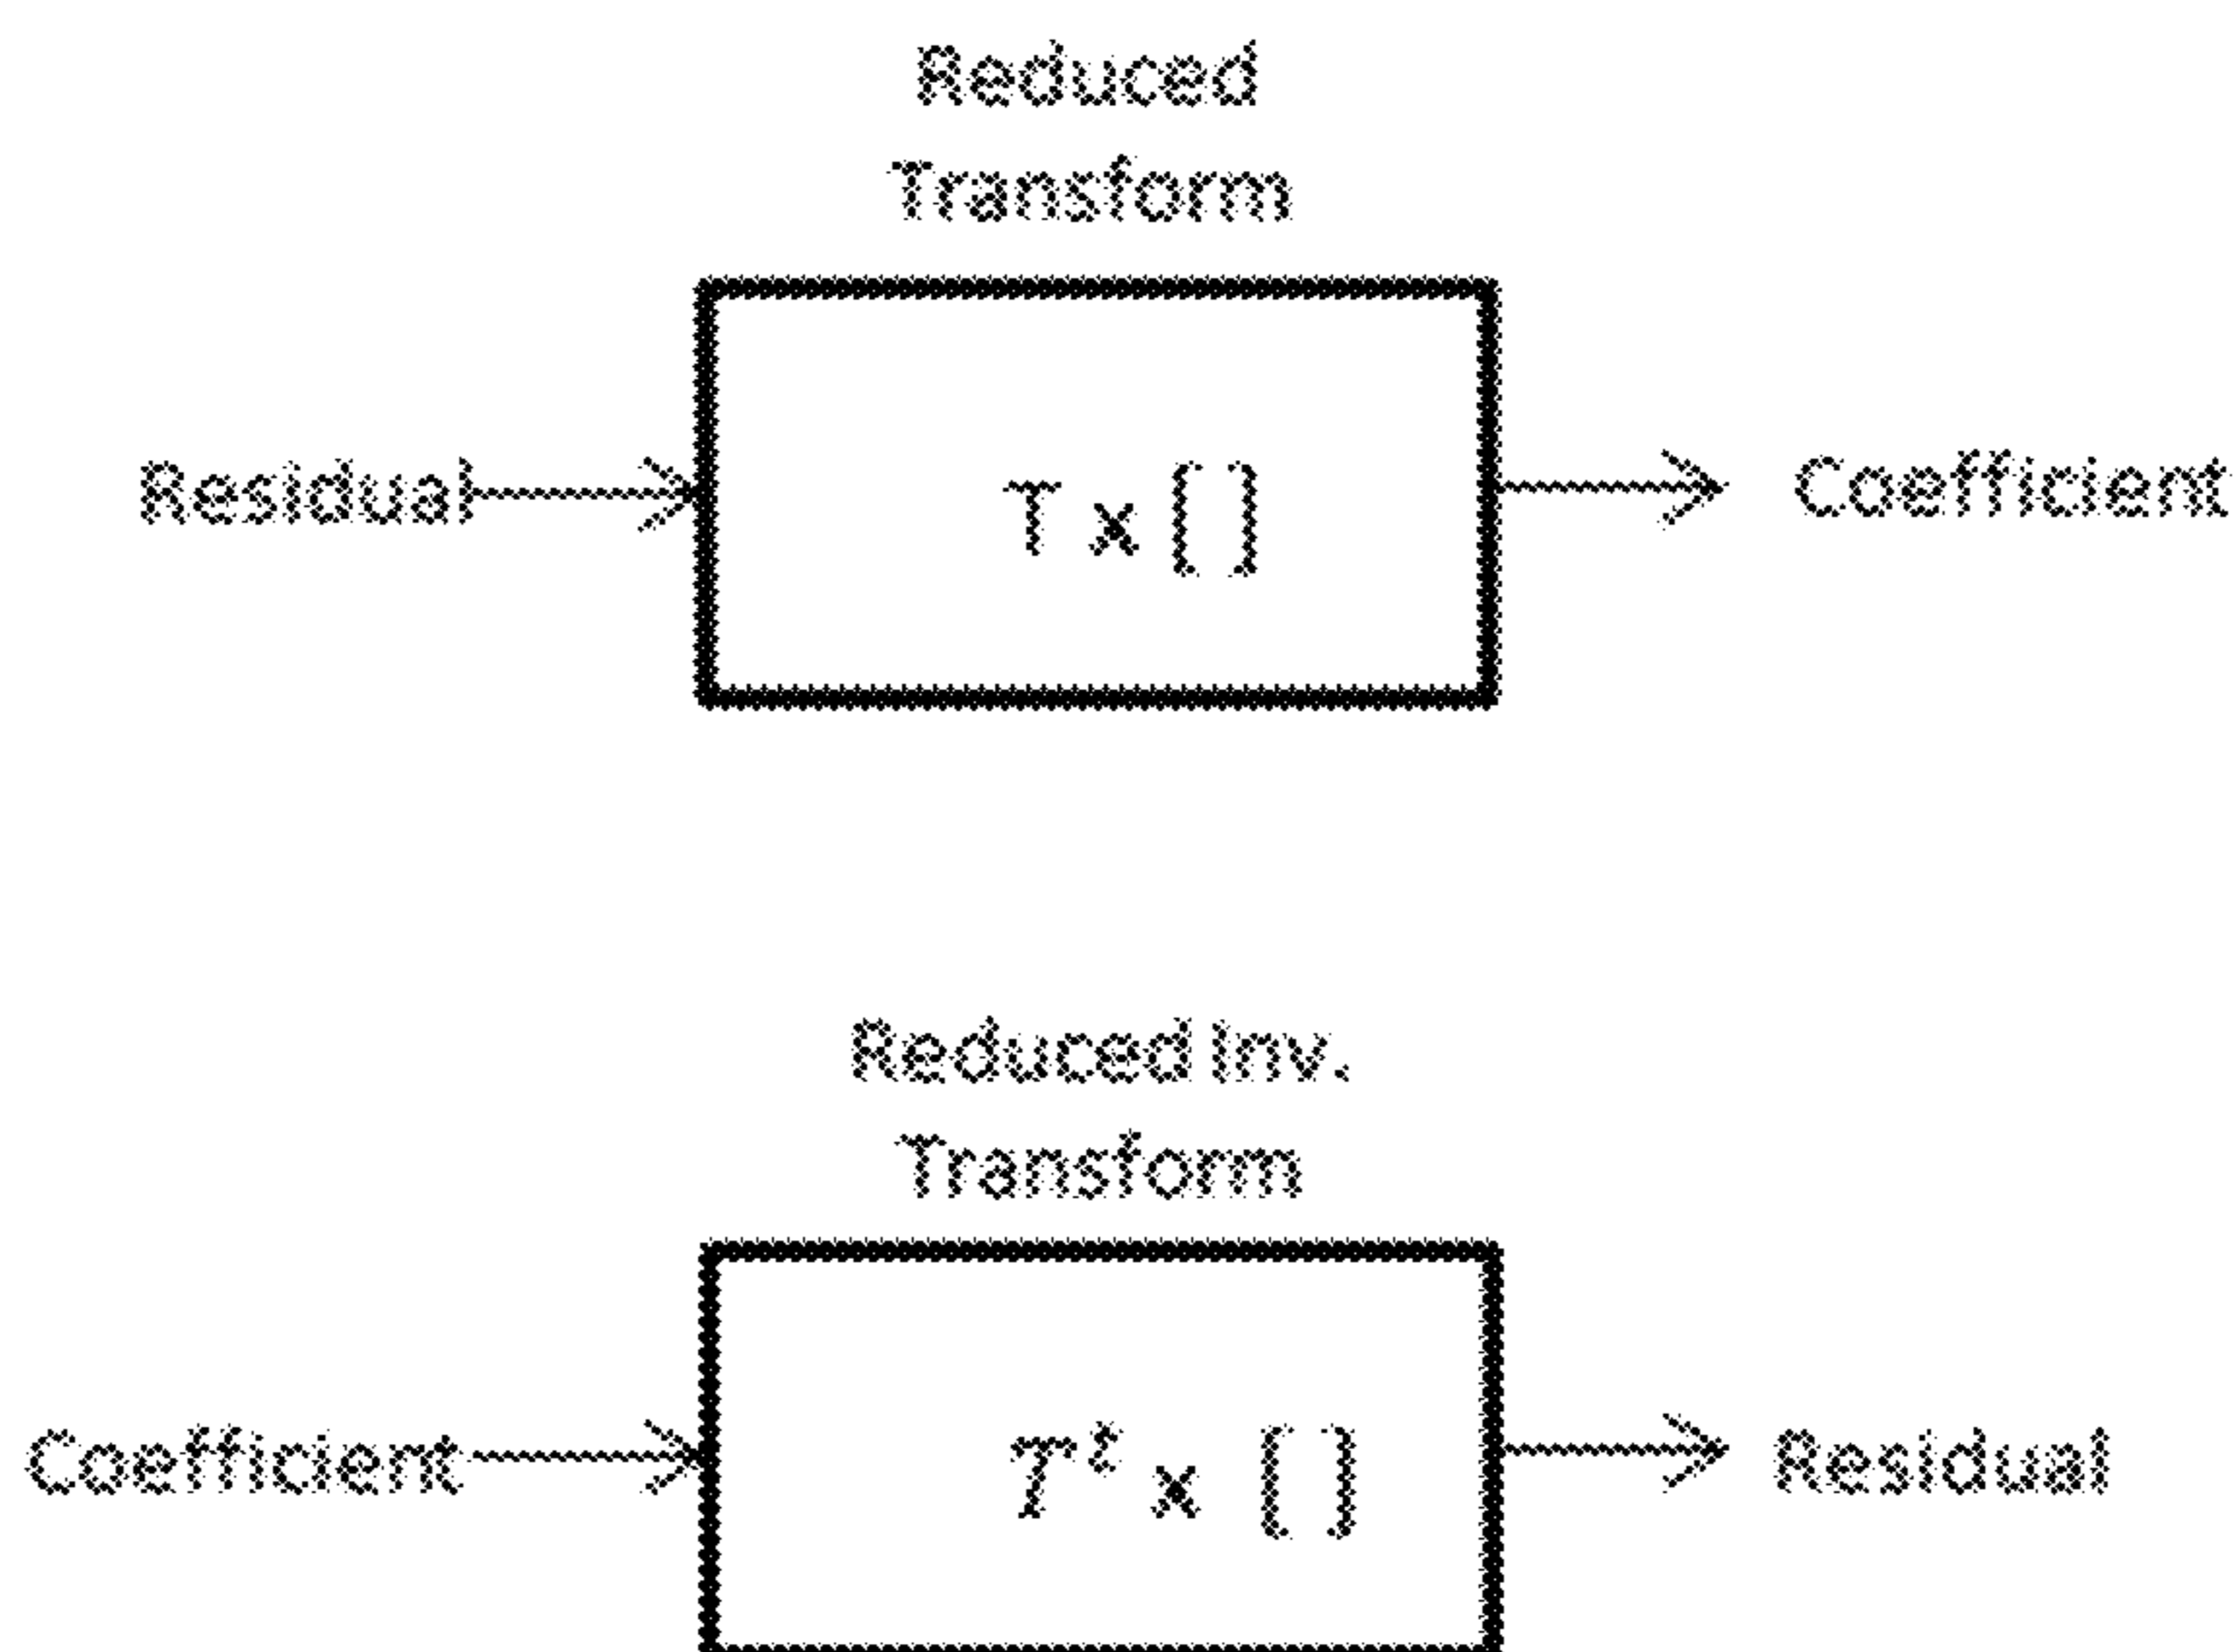 Reduced
Transform
Residual
T x []
Coefficient
Reduced Inv.
Transform
Coefficient
Tᵗ x []
Residual